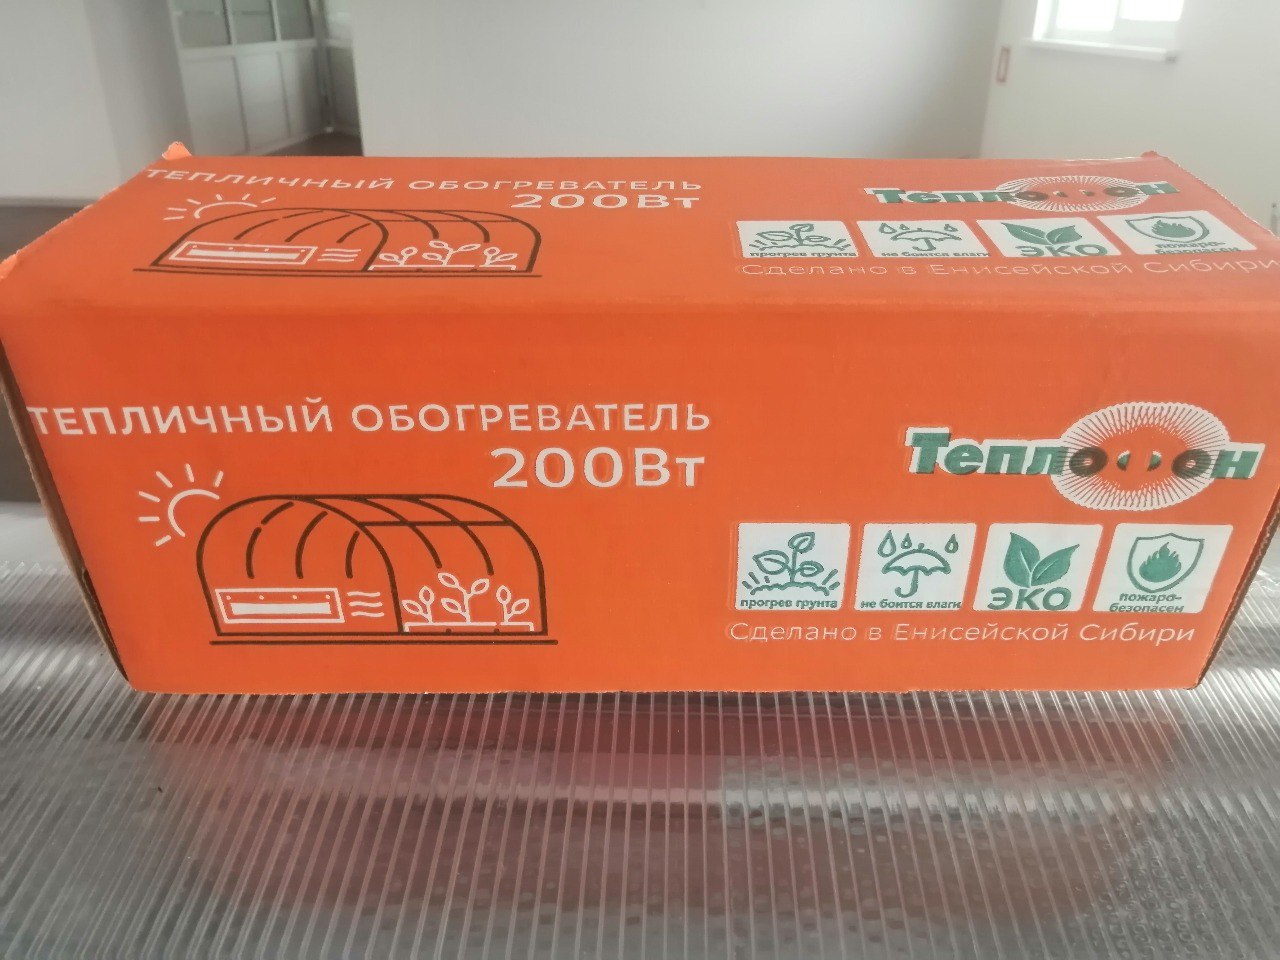 ТЕПЛИЧНЫЙ ОБОГРЕВАТЕЛЬ
200Вт
Теплофон
прогрев грунта
не боится влаги
ЭКО
пожаро-
безопасен
Сделано в Енисейской Сибири
ТЕПЛИЧНЫЙ ОБОГРЕВАТЕЛЬ
200Вт
Теплофон
прогрев грунта
не боится влаги
ЭКО
пожаро-
безопасен
Сделано в Енисейской Сибири